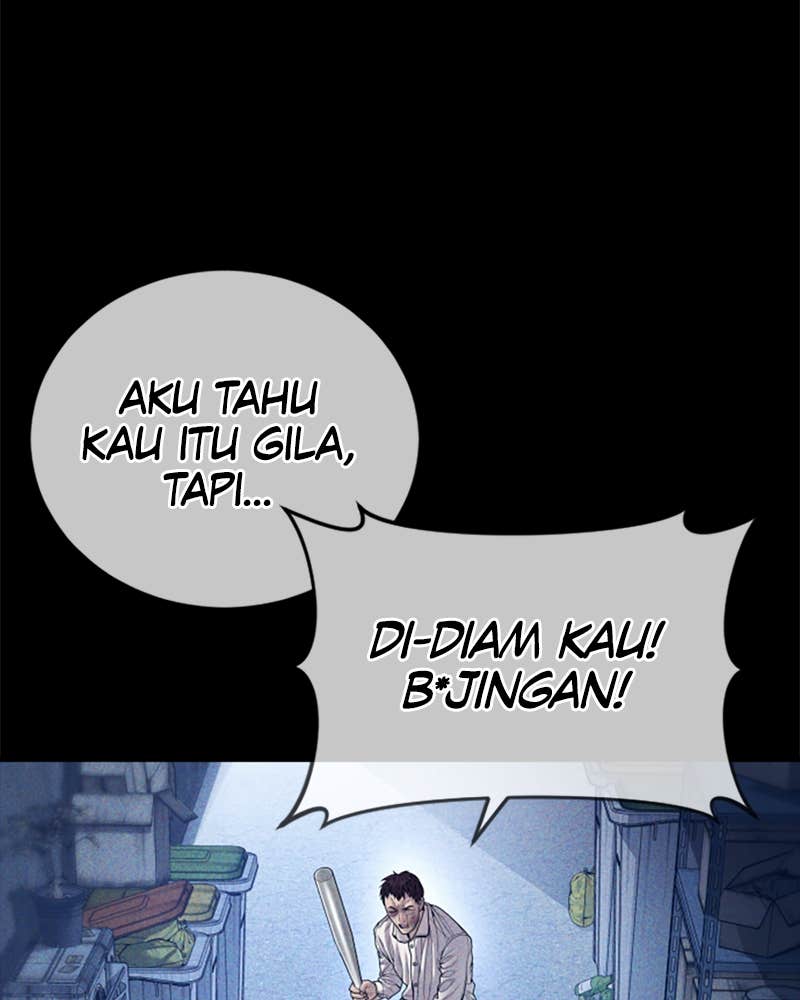 AKU TAHU
KAU ITU GILA,
TAPI...
DI-DIAM KAU!
B*JINGAN!